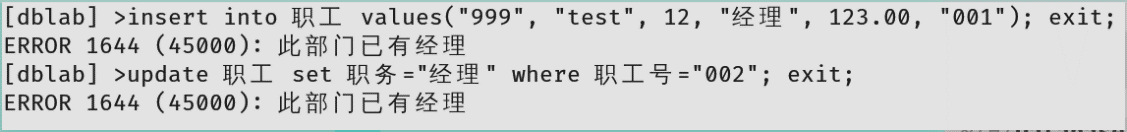 [dblab] >insert into 职工 values("999", "test", 12, "经理", 123.00, "001"); exit;
ERROR 1644 (45000): 此部门已有经理
[dblab] >update 职工 set 职务="经理" where 职工号="002"; exit;
ERROR 1644 (45000): 此部门已有经理